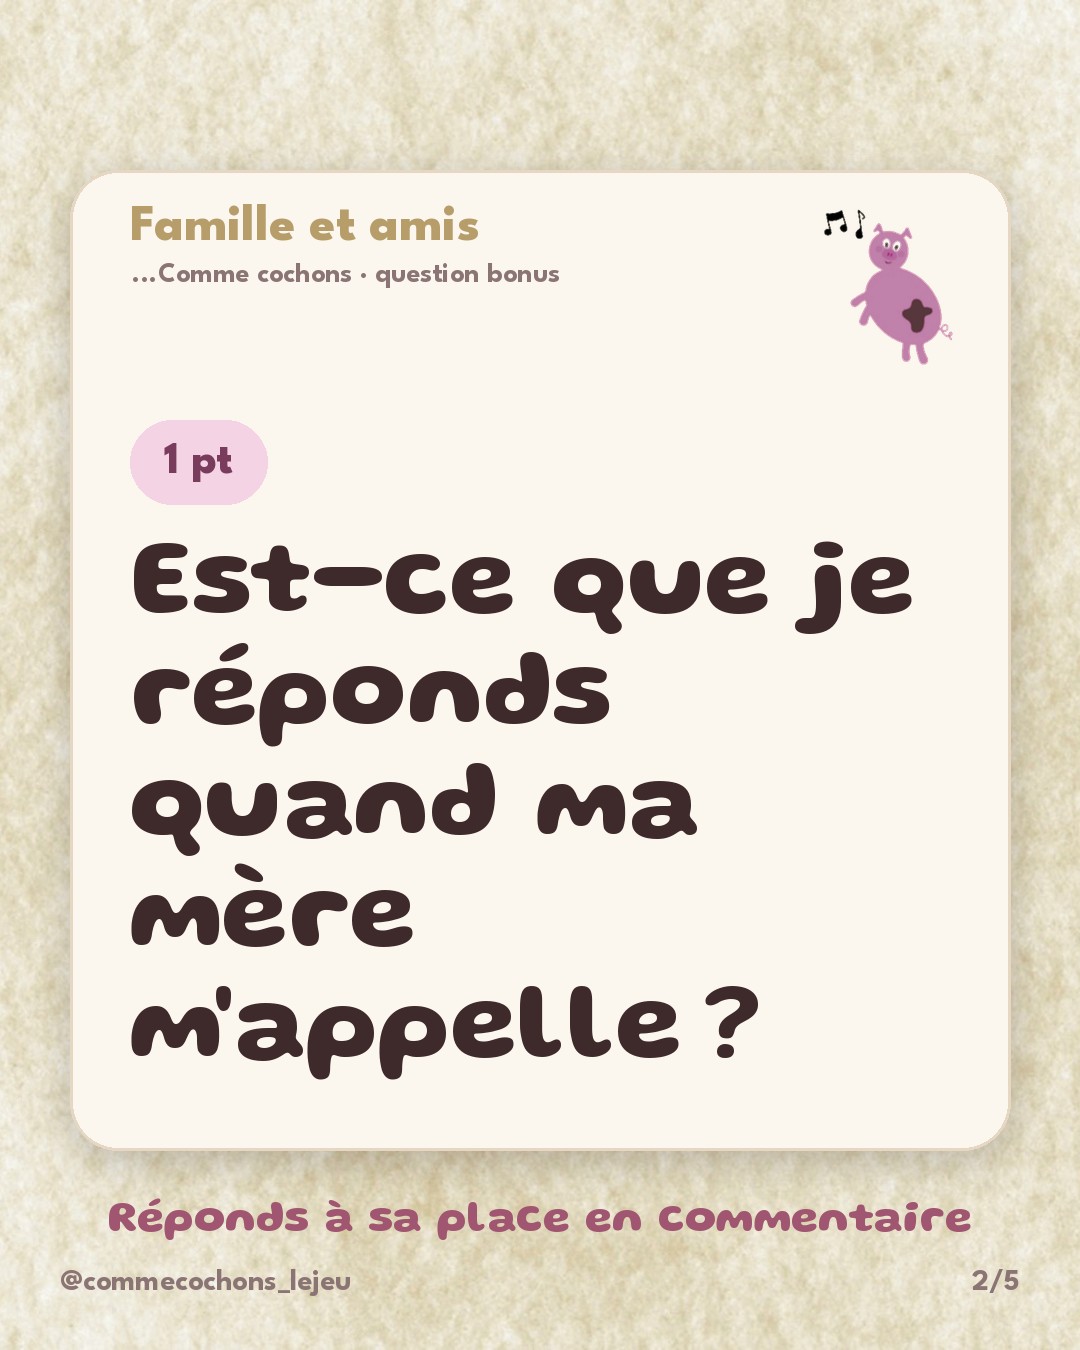 Famille et amis
...Comme cochons · question bonus
1 pt
Est-ce que je
réponds
quand ma
mère
m'appelle ?
Réponds à sa place en commentaire
@commecochons_lejeu
2/5